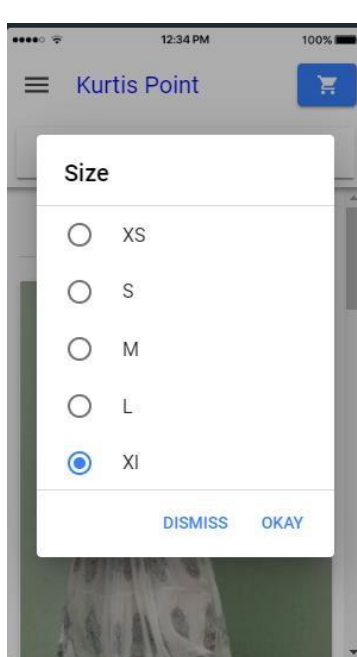 12:34 PM 100%
Kurtis Point
Size
XS
S
M
L
Xl
DISMISS OKAY